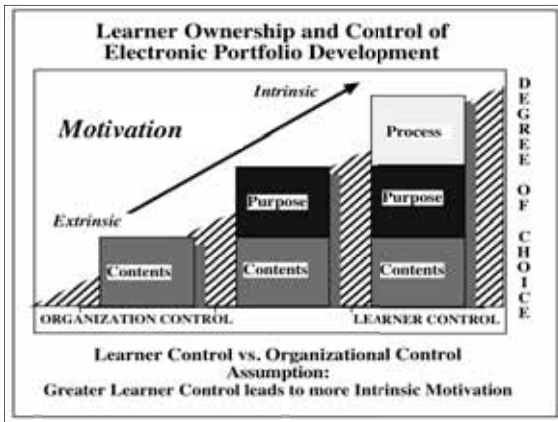 Learner Ownership and Control of
Electronic Portfolio Development
Intrinsic
Motivation
Extrinsic
Process
Purpose
Purpose
Contents
Contents
Contents
DEGREE OF CHOICE
ORGANIZATION CONTROL
LEARNER CONTROL
Learner Control vs. Organizational Control
Assumption:
Greater Learner Control leads to more Intrinsic Motivation